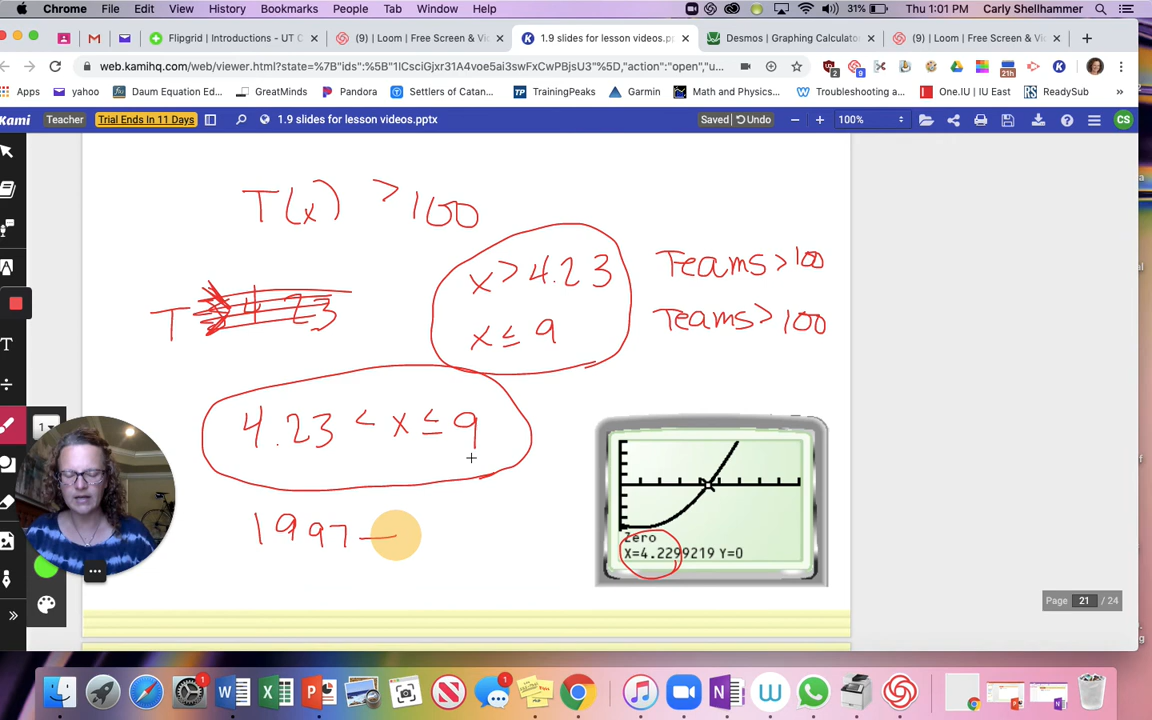 Chrome File Edit View History Bookmarks People Tab Window Help 31% Thu 1:01 PM Carly Shellhammer
Flipgrid | Introductions - UT C × (9) | Loom | Free Screen & Vi × 1.9 slides for lesson videos.pp × Desmos | Graphing Calculato × (9) | Loom | Free Screen & Vi × +
web.kamihq.com/web/viewer.html?state=%7B"ids":%5B"1ICsciGjxr31A4voe5ai3swFxCwPBjsU3"%5D,"action":"open","u...
Apps yahoo Daum Equation Ed... GreatMinds Pandora Settlers of Catan... TrainingPeaks Garmin Math and Physic... Troubleshooting a... One.IU | IU East ReadySub »
Kami Teacher Trial Ends In 11 Days 1.9 slides for lesson videos.pptx Saved Undo 100% CS
T(x) > 100
x > 4.23 Teams > 100
T
x ≤ 9 Teams > 100
4.23 < x ≤ 9
1997 —
Zero
X=4.2299219 Y=0
Page 21 / 24